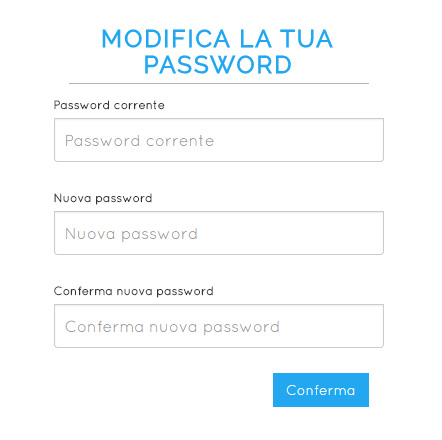 MODIFICA LA TUA
PASSWORD
Password corrente
Password corrente
Nuova password
Nuova password
Conferma nuova password
Conferma nuova password
Conferma